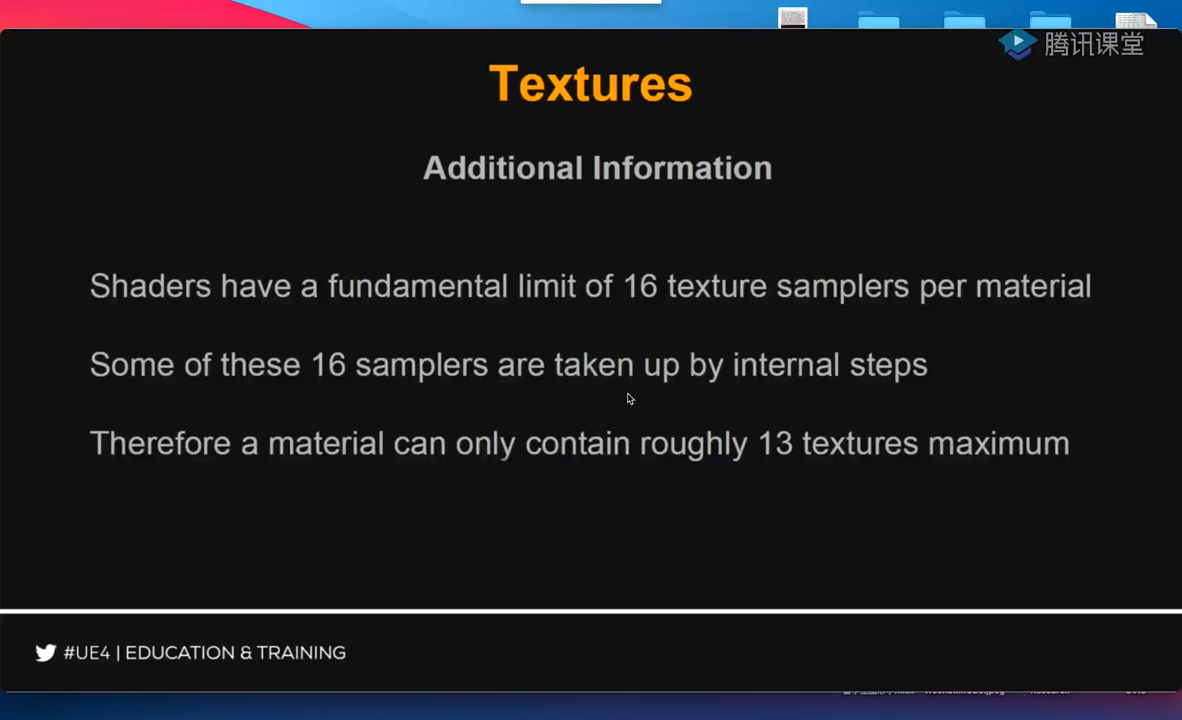 腾讯课堂
Textures
Additional Information
Shaders have a fundamental limit of 16 texture samplers per material
Some of these 16 samplers are taken up by internal steps
Therefore a material can only contain roughly 13 textures maximum
#UE4 | EDUCATION & TRAINING